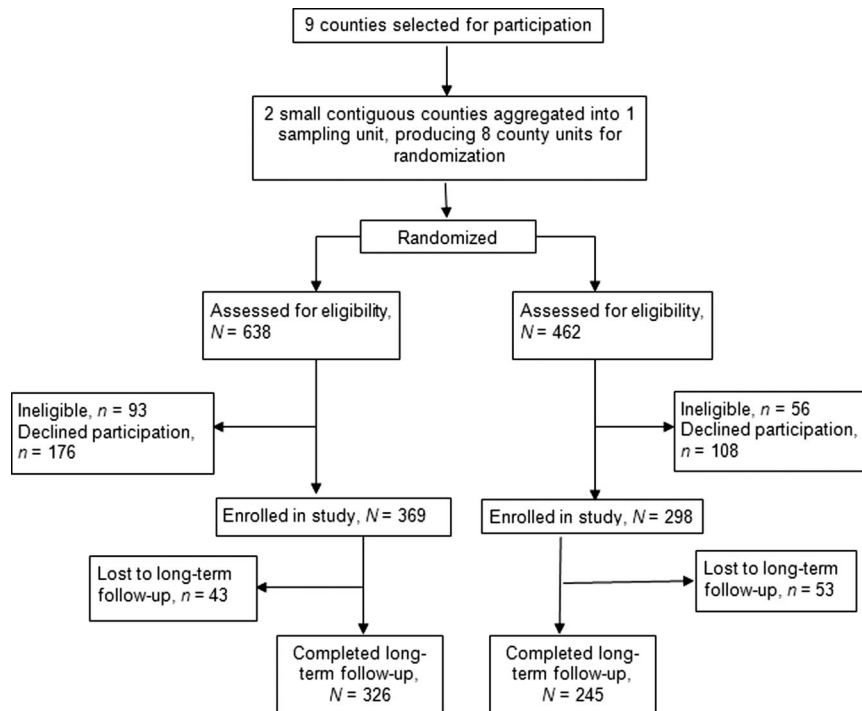 9 counties selected for participation
2 small contiguous counties aggregated into 1
sampling unit, producing 8 county units for
randomization
Randomized
Assessed for eligibility,
N = 638
Assessed for eligibility,
N = 462
Ineligible, n = 93
Declined participation,
n = 176
Ineligible, n = 56
Declined participation,
n = 108
Enrolled in study, N = 369
Enrolled in study, N = 298
Lost to long-term
follow-up, n = 43
Lost to long-term
follow-up, n = 53
Completed long-
term follow-up,
N = 326
Completed long-
term follow-up,
N = 245